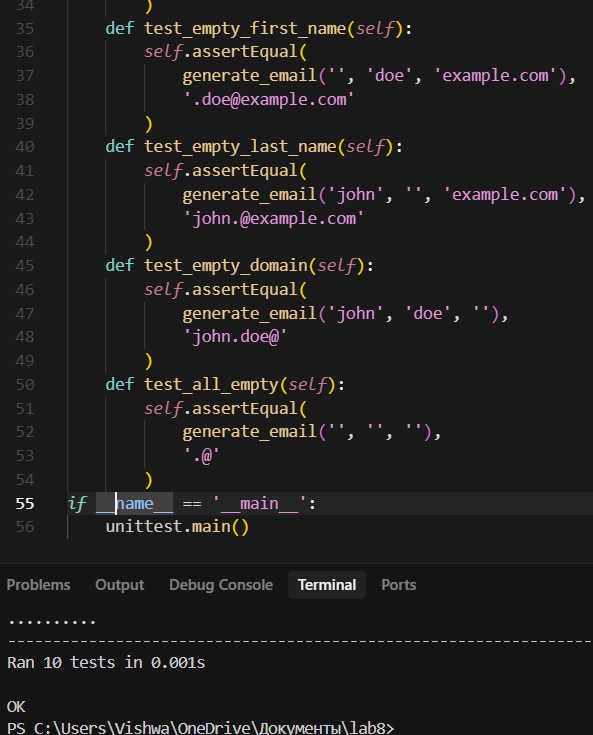 34 )
35 def test_empty_first_name(self):
36 self.assertEqual(
37 generate_email('', 'doe', 'example.com'),
38 '.doe@example.com'
39 )
40 def test_empty_last_name(self):
41 self.assertEqual(
42 generate_email('john', '', 'example.com'),
43 'john.@example.com'
44 )
45 def test_empty_domain(self):
46 self.assertEqual(
47 generate_email('john', 'doe', ''),
48 'john.doe@'
49 )
50 def test_all_empty(self):
51 self.assertEqual(
52 generate_email('', '', ''),
53 '.@'
54 )
55 if __name__ == '__main__':
56 unittest.main()
Problems Output Debug Console Terminal Ports
..........
----------------------------------------------------------------------
Ran 10 tests in 0.001s
OK
PS C:\Users\Vishwa\OneDrive\Документы\lab8>